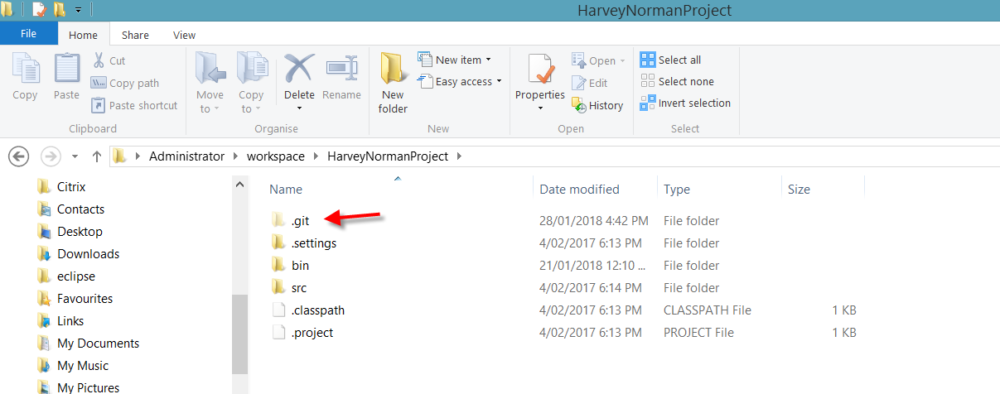 HarveyNormanProject
File Home Share View
Copy
Paste
Cut
Copy path
Paste shortcut
Clipboard
Move to
Copy to
Delete
Rename
Organise
New folder
New item
Easy access
New
Properties
Open
Edit
History
Open
Select all
Select none
Invert selection
Select
Administrator workspace HarveyNormanProject
Citrix
Contacts
Desktop
Downloads
eclipse
Favourites
Links
My Documents
My Music
My Pictures
Name Date modified Type Size
.git 28/01/2018 4:42 PM File folder
.settings 4/02/2017 6:13 PM File folder
bin 21/01/2018 12:10 ... File folder
src 4/02/2017 6:14 PM File folder
.classpath 4/02/2017 6:13 PM CLASSPATH File 1 KB
.project 4/02/2017 6:13 PM PROJECT File 1 KB